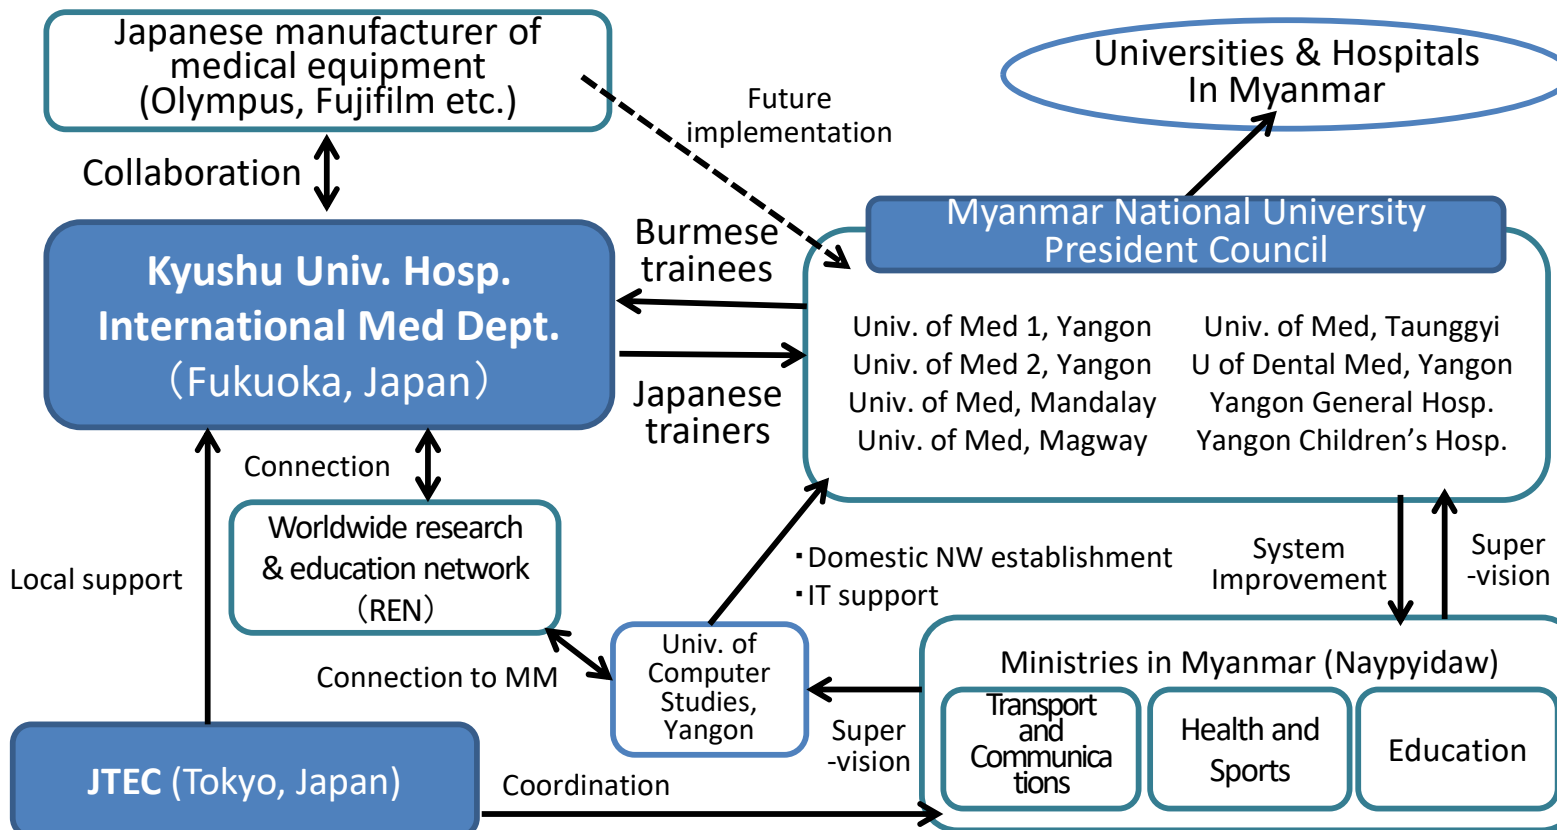 Japanese manufacturer of
medical equipment
(Olympus, Fujifilm etc.)
Future
implementation
Universities & Hospitals
In Myanmar
Collaboration
Kyushu Univ. Hosp.
International Med Dept.
（Fukuoka, Japan）
Burmese
trainees
Japanese
trainers
Myanmar National University
President Council
Univ. of Med 1, Yangon
Univ. of Med 2, Yangon
Univ. of Med, Mandalay
Univ. of Med, Magway
Univ. of Med, Taunggyi
U of Dental Med, Yangon
Yangon General Hosp.
Yangon Children’s Hosp.
Connection
Worldwide research
& education network
（REN）
Local support
Connection to MM
・Domestic NW establishment
・IT support
System
Improvement
Super
-vision
Univ. of
Computer
Studies,
Yangon
Super
-vision
Ministries in Myanmar (Naypyidaw)
Transport
and
Communica
tions
Health and
Sports
Education
JTEC (Tokyo, Japan)
Coordination